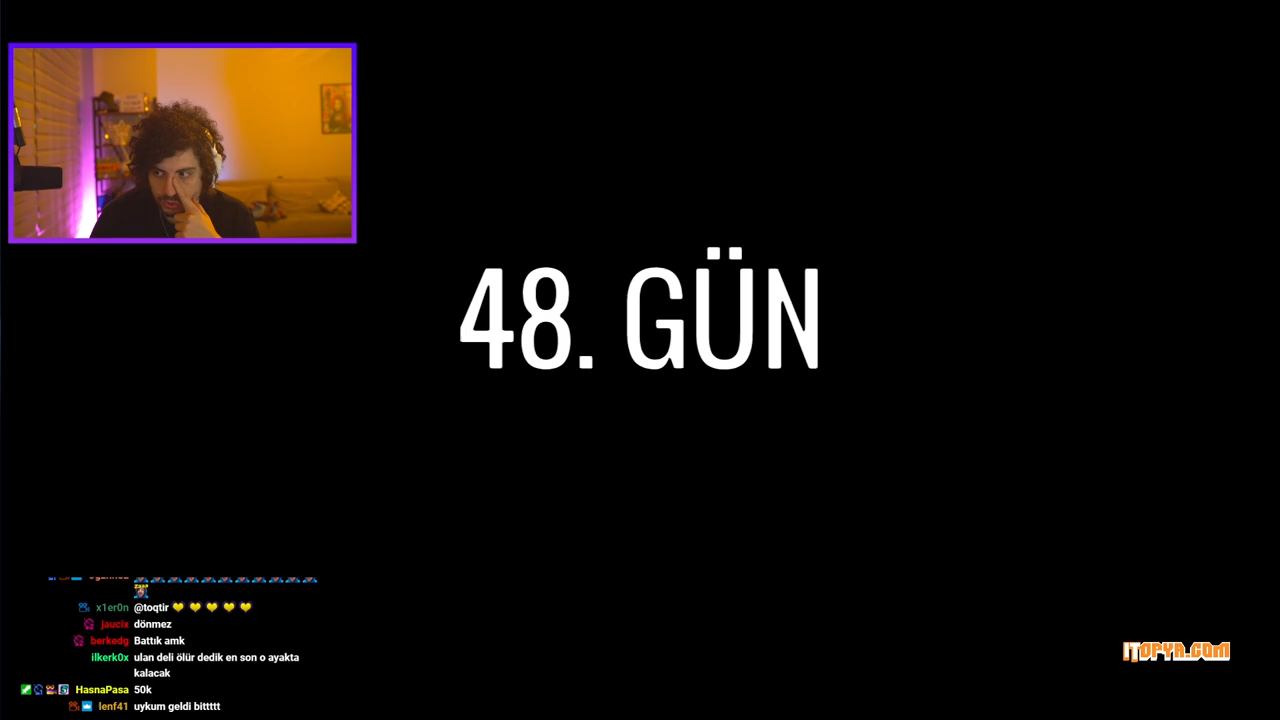 48. GÜN
x1er0n @toqtir
jaucix dönmez
berkedg Battık amk
ilkerk0x ulan deli ölür dedik en son o ayakta
kalacak
HasnaPasa 50k
lenf41 uykum geldi bittttt
İTOPYA.COM